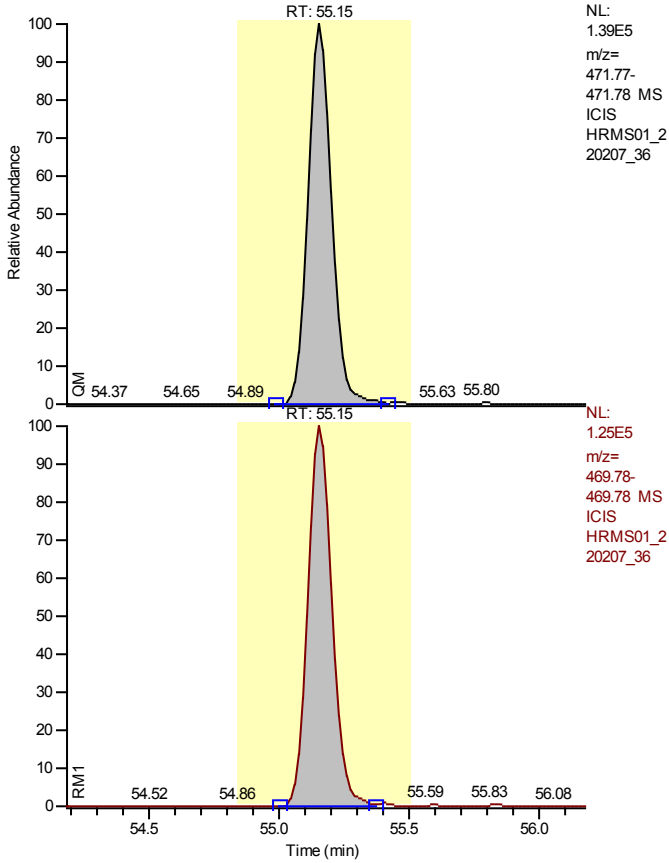 RT: 55.15
100
90
80
70
60
50
40
30
20
10
0
Relative Abundance
QM
54.37 54.65 54.89 55.63 55.80
NL:
1.39E5
m/z=
471.77-
471.78 MS
ICIS
HRMS01_2
20207_36
RT: 55.15
100
90
80
70
60
50
40
30
20
10
0
RM1
54.52 54.86 55.59 55.83 56.08
NL:
1.25E5
m/z=
469.78-
469.78 MS
ICIS
HRMS01_2
20207_36
54.5 55.0 55.5 56.0
Time (min)